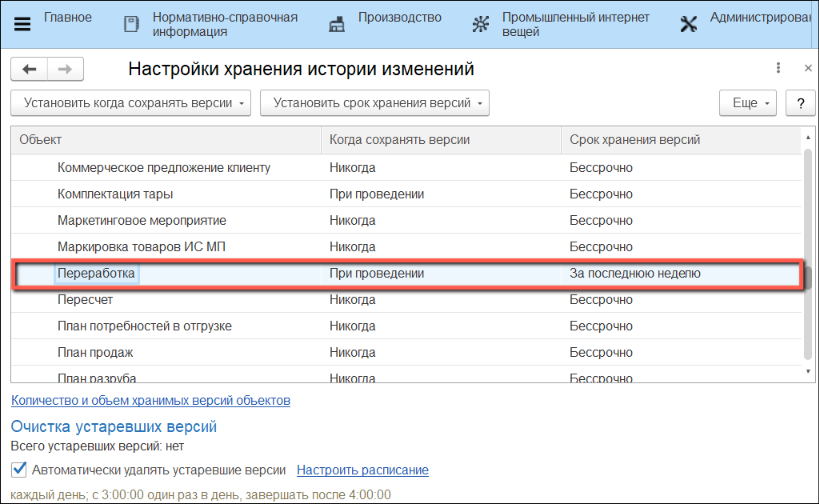 Главное
Нормативно-справочная
информация
Производство
Промышленный интернет
вещей
Администрирован
Настройки хранения истории изменений
Установить когда сохранять версии
Установить срок хранения версий
Еще
?
Объект Когда сохранять версии Срок хранения версий
Коммерческое предложение клиенту Никогда Бессрочно
Комплектация тары При проведении Бессрочно
Маркетинговое мероприятие Никогда Бессрочно
Маркировка товаров ИС МП Никогда Бессрочно
Переработка При проведении За последнюю неделю
Пересчет Никогда Бессрочно
План потребностей в отгрузке Никогда Бессрочно
План продаж Никогда Бессрочно
План разруба Никогда Бессрочно
Количество и объем хранимых версий объектов
Очистка устаревших версий
Всего устаревших версий: нет
Автоматически удалять устаревшие версии Настроить расписание
каждый день; с 3:00:00 один раз в день, завершать после 4:00:00